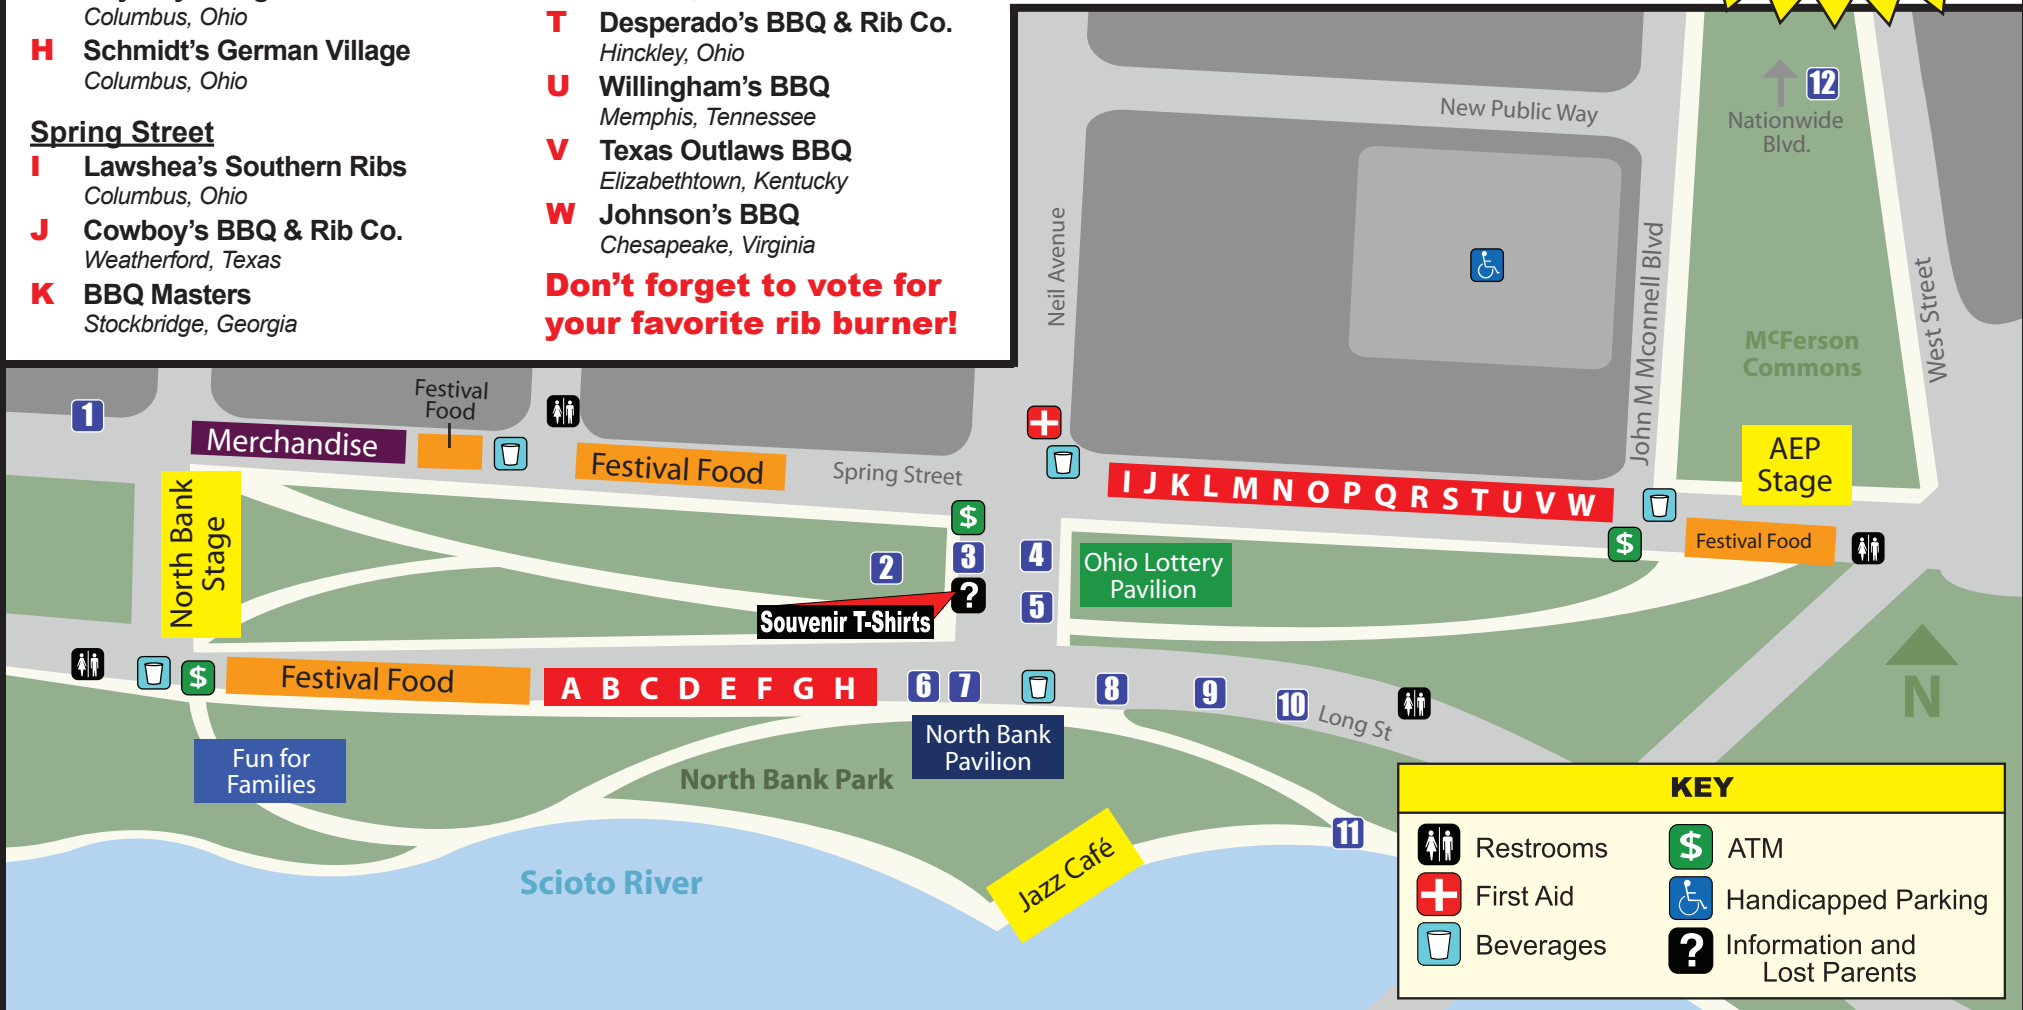 Columbus, Ohio
H Schmidt’s German Village
Columbus, Ohio
Spring Street
I Lawshea’s Southern Ribs
Columbus, Ohio
J Cowboy’s BBQ & Rib Co.
Weatherford, Texas
K BBQ Masters
Stockbridge, Georgia
T Desperado’s BBQ & Rib Co.
Hinckley, Ohio
U Willingham’s BBQ
Memphis, Tennessee
V Texas Outlaws BBQ
Elizabethtown, Kentucky
W Johnson’s BBQ
Chesapeake, Virginia
Don’t forget to vote for
your favorite rib burner!
New Public Way
12
Nationwide
Blvd.
Neil Avenue
John M Mconnell Blvd
West Street
McFerson
Commons
1
Merchandise
Festival
Food
Festival Food
Spring Street
I J K L M N O P Q R S T U V W
AEP
Stage
Festival Food
North Bank
Stage
$
2
3
4
5
?
Souvenir T-Shirts
Ohio Lottery
Pavilion
$
$
Festival Food
A B C D E F G H
6
7
8
9
10
Long St
N
Fun for
Families
North Bank
Pavilion
North Bank Park
11
Jazz Café
Scioto River
KEY
Restrooms
$ ATM
First Aid
Handicapped Parking
Beverages
? Information and
Lost Parents